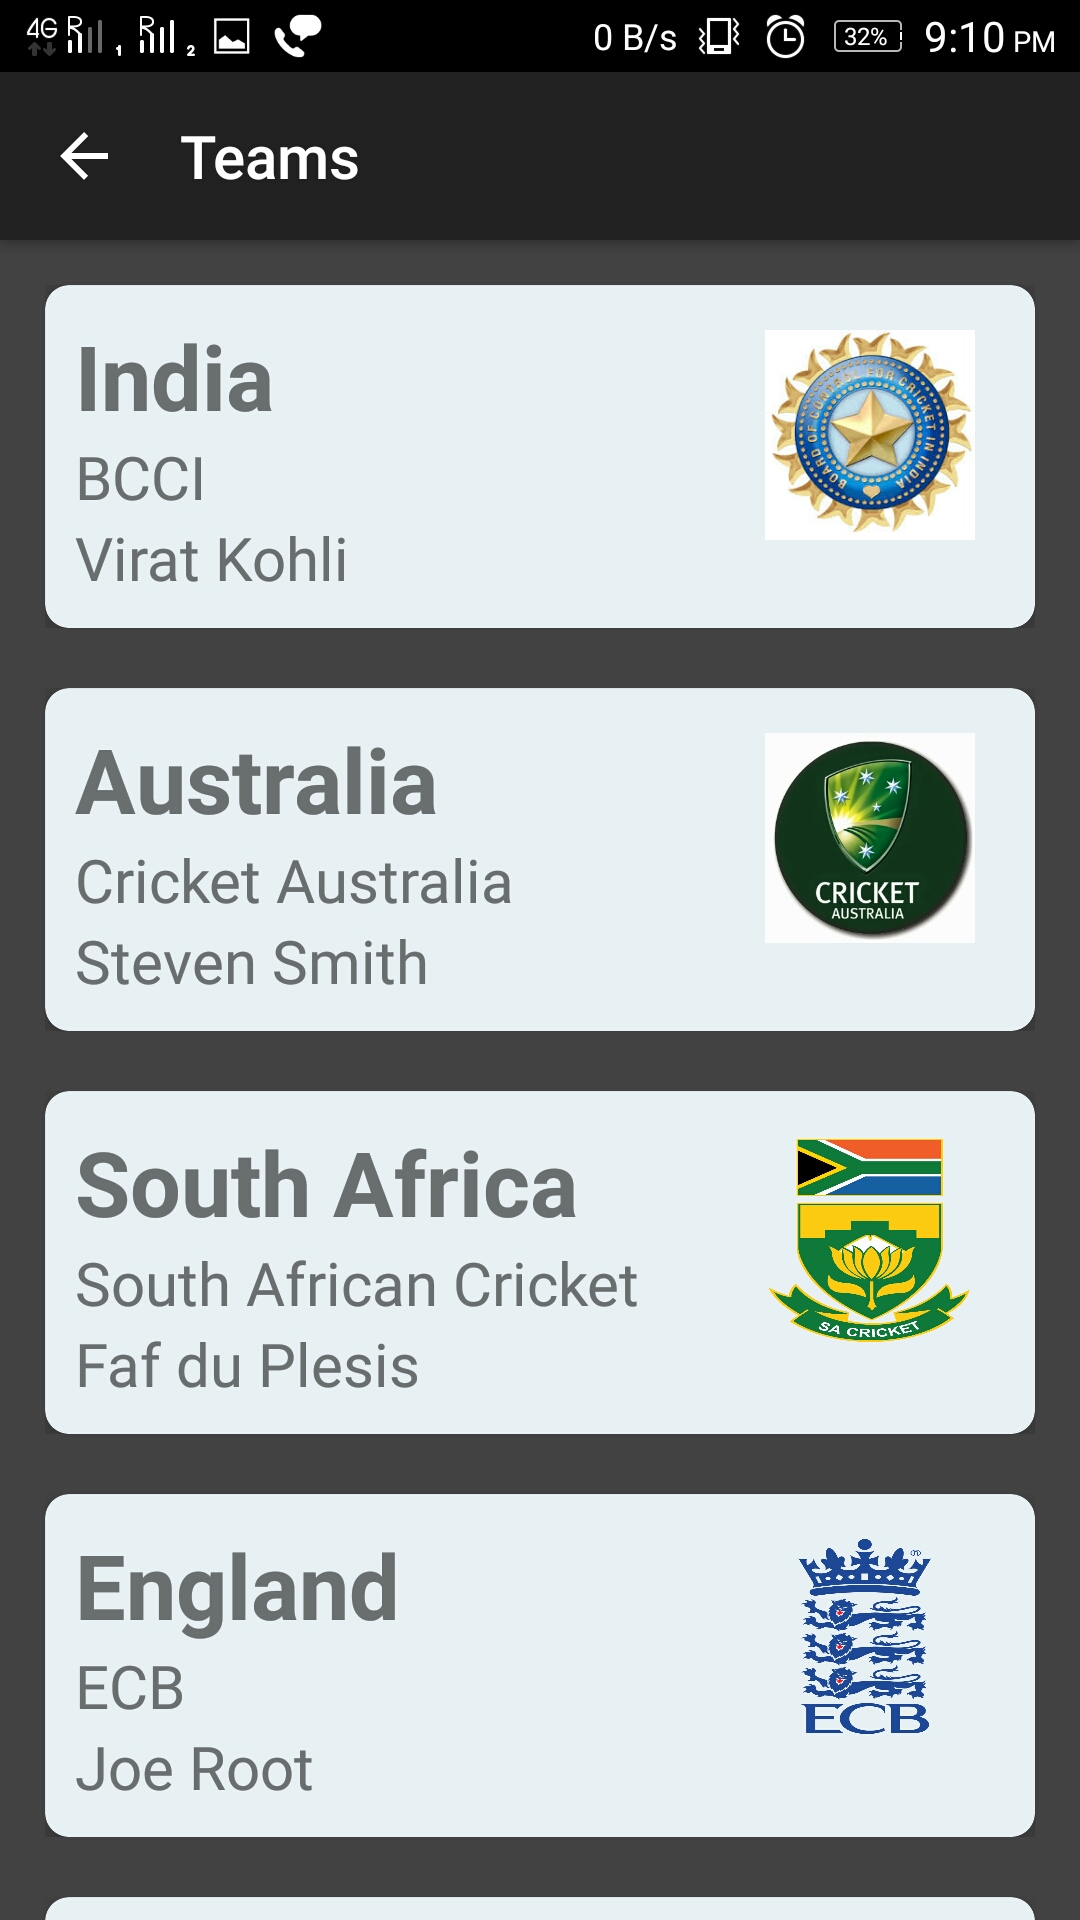 4G R 1 R 2 0 B/s 32% 9:10 PM
Teams
India
BCCI
Virat Kohli
BOARD OF CONTROL FOR CRICKET IN INDIA
Australia
Cricket Australia
Steven Smith
CRICKET
AUSTRALIA
South Africa
South African Cricket
Faf du Plesis
SA CRICKET
England
ECB
Joe Root
ECB